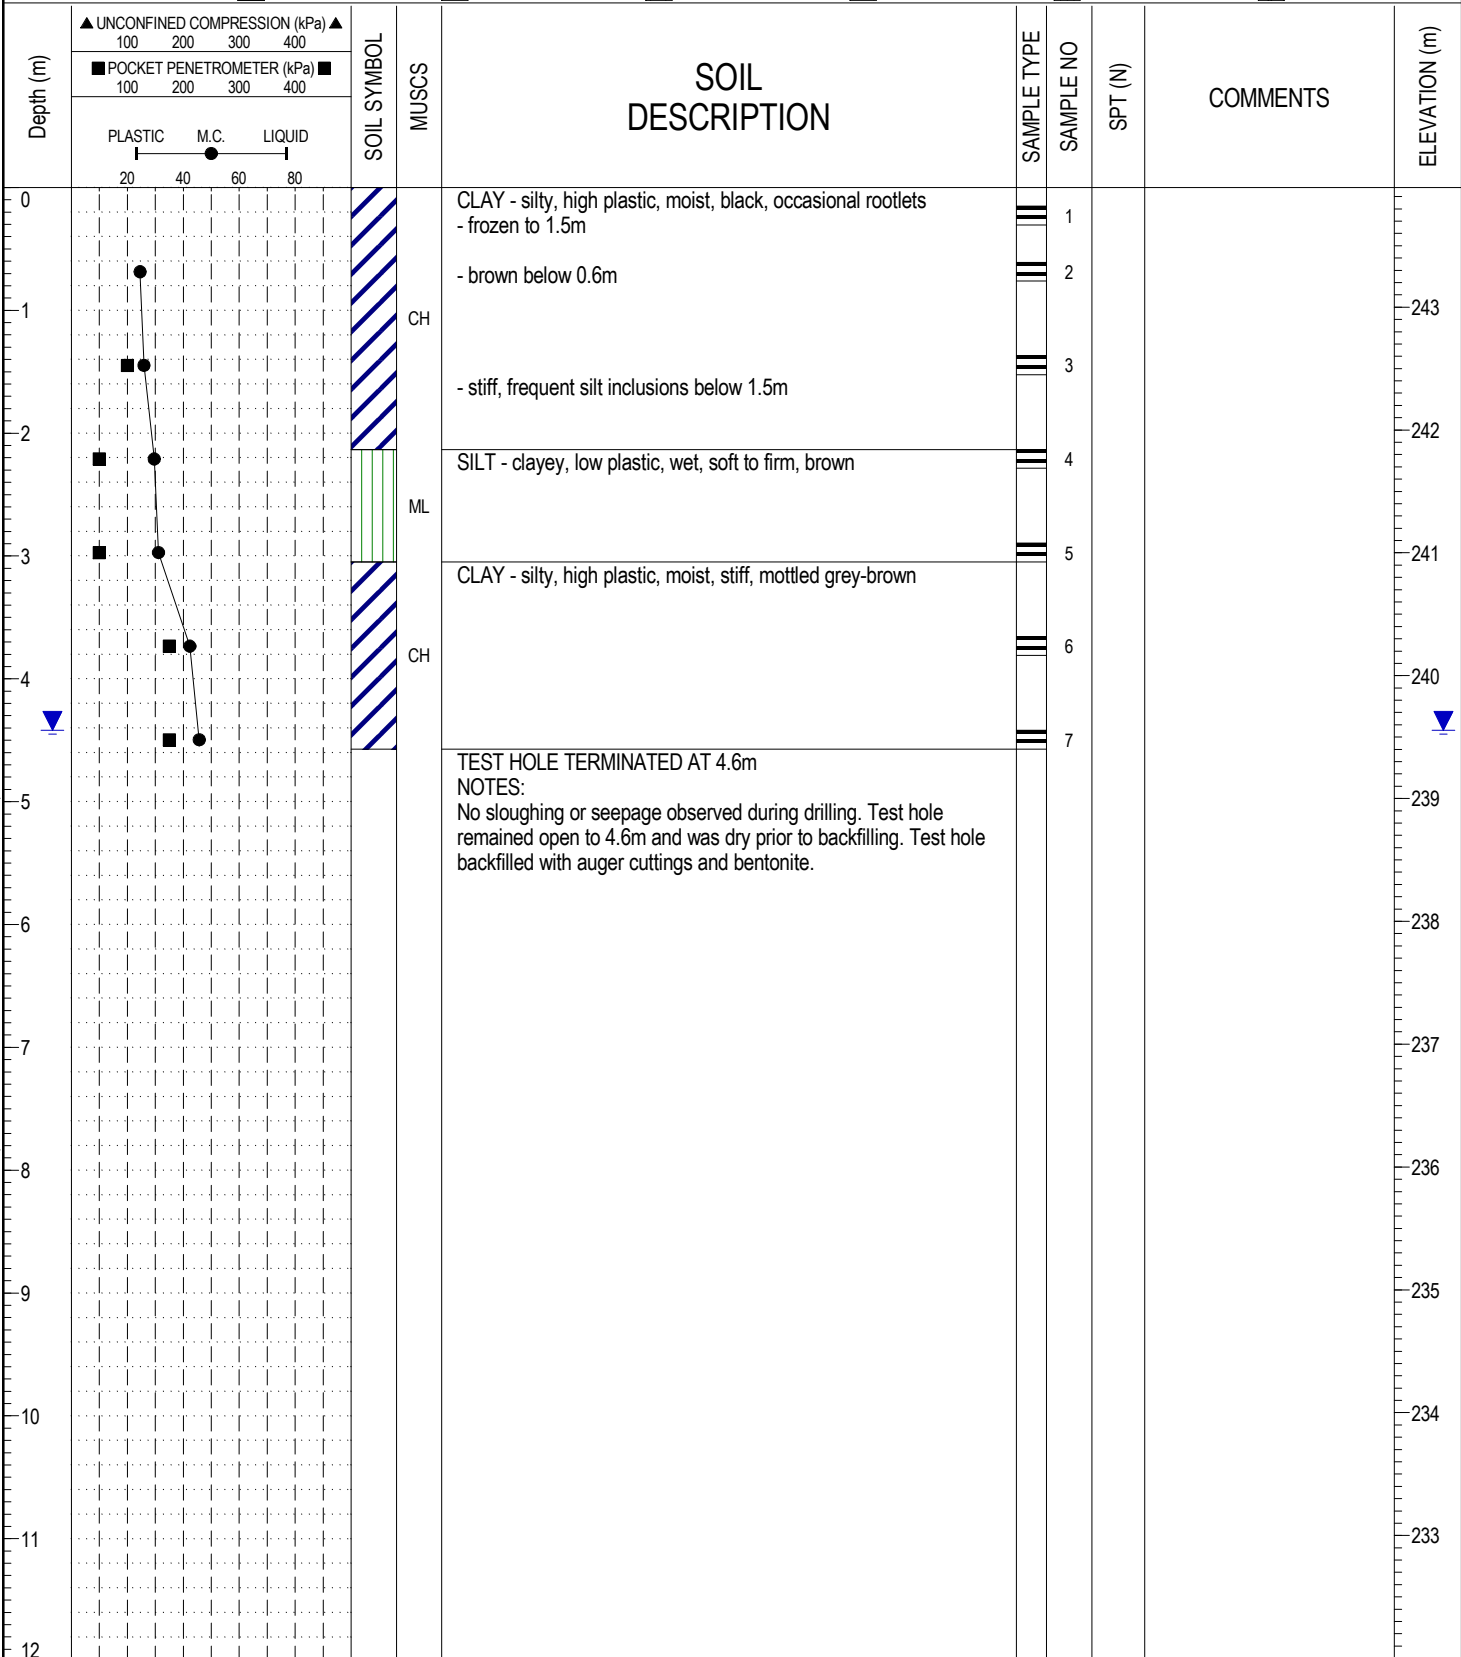 ▲ UNCONFINED COMPRESSION (kPa) ▲
100 200 300 400
■ POCKET PENETROMETER (kPa) ■
100 200 300 400
PLASTIC M.C. LIQUID
20 40 60 80
Depth (m)
SOIL SYMBOL
MUSCS
SOIL
DESCRIPTION
SAMPLE TYPE
SAMPLE NO
SPT (N)
COMMENTS
ELEVATION (m)
0
CLAY - silty, high plastic, moist, black, occasional rootlets
1
- frozen to 1.5m
- brown below 0.6m
2
1
CH
243
3
- stiff, frequent silt inclusions below 1.5m
2
242
SILT - clayey, low plastic, wet, soft to firm, brown
4
ML
3
5
241
CLAY - silty, high plastic, moist, stiff, mottled grey-brown
CH
6
4
240
7
TEST HOLE TERMINATED AT 4.6m
NOTES:
5
239
No sloughing or seepage observed during drilling. Test hole
remained open to 4.6m and was dry prior to backfilling. Test hole
backfilled with auger cuttings and bentonite.
6
238
7
237
8
236
9
235
10
234
11
233
12